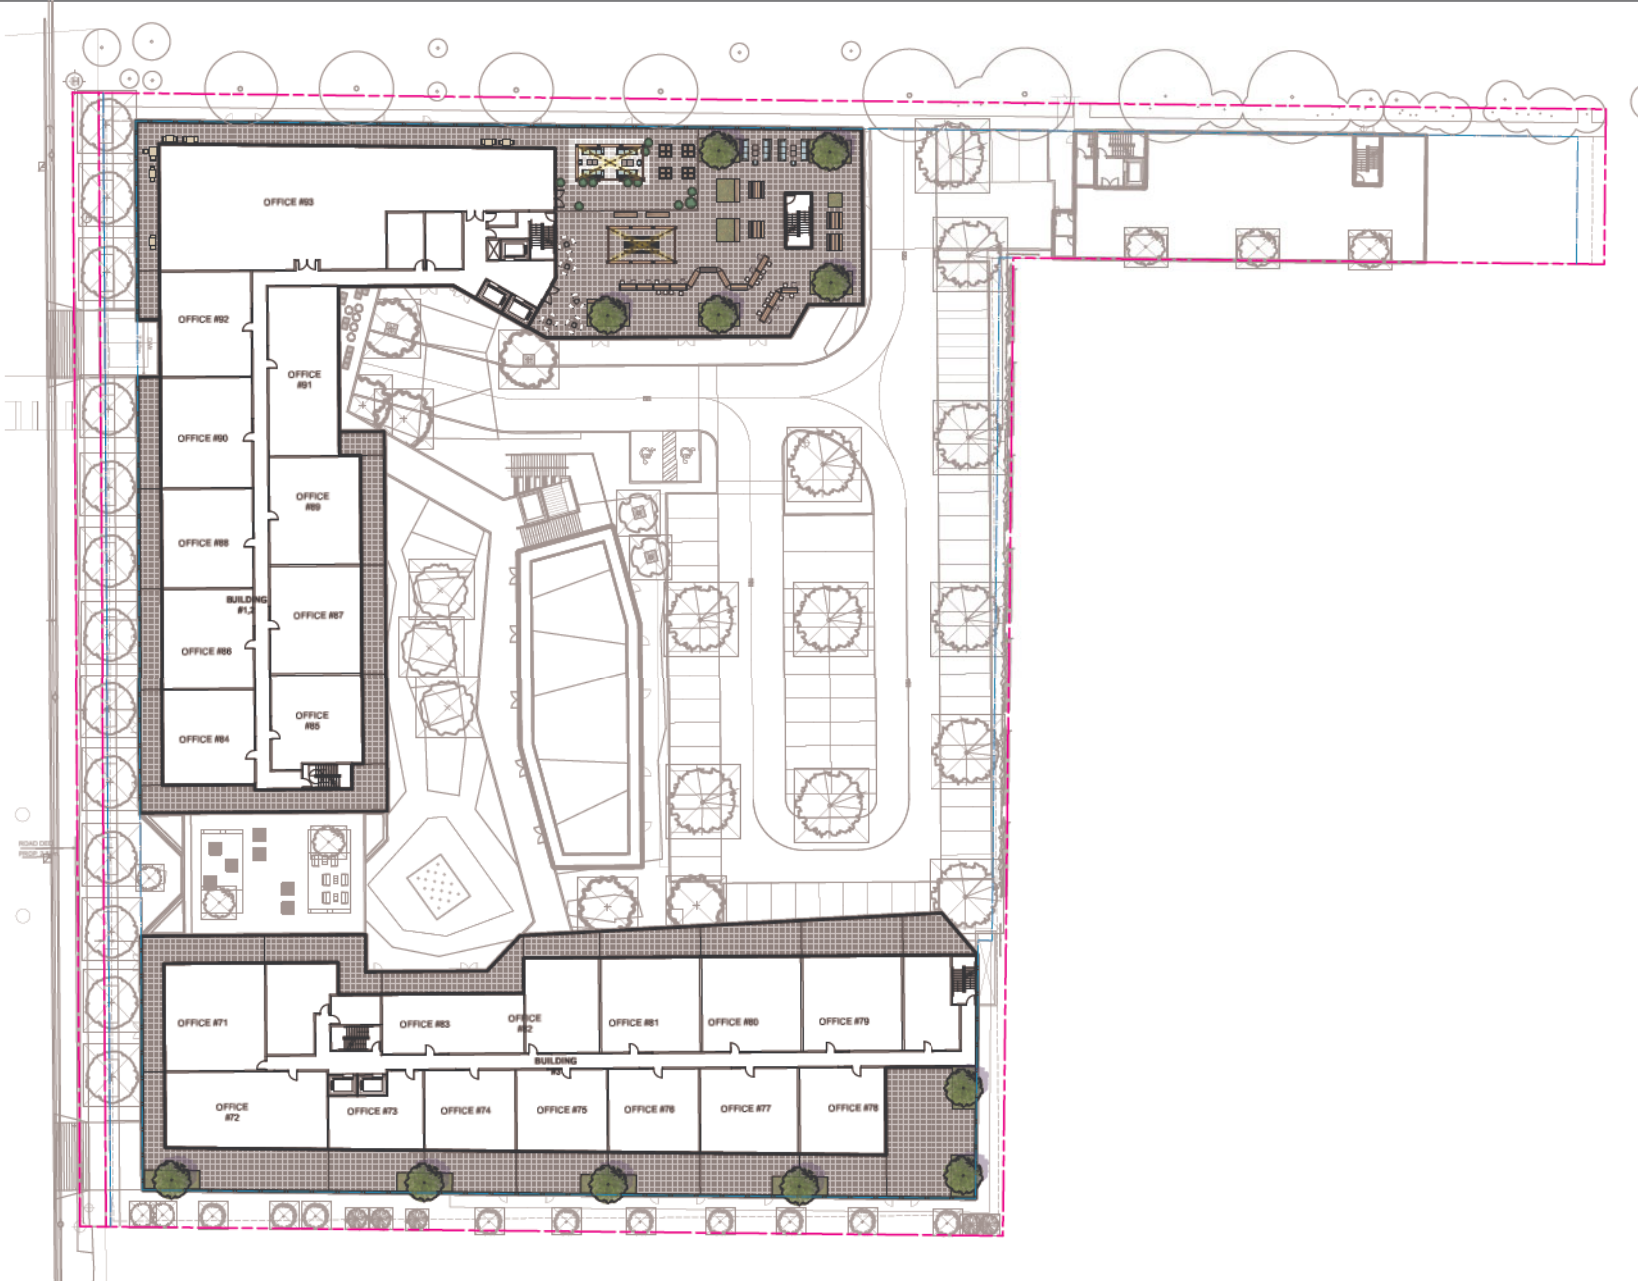 OFFICE #93
OFFICE #92
OFFICE
#91
OFFICE #90
OFFICE
#89
OFFICE #88
BUILDING
#1,2
OFFICE #87
OFFICE #86
OFFICE
#85
OFFICE #84
ROAD DED
OFFICE #71
OFFICE #83
OFFICE
#82
OFFICE #81
OFFICE #80
OFFICE #79
BUILDING
#3
OFFICE
#72
OFFICE #73
OFFICE #74
OFFICE #75
OFFICE #76
OFFICE #77
OFFICE #78